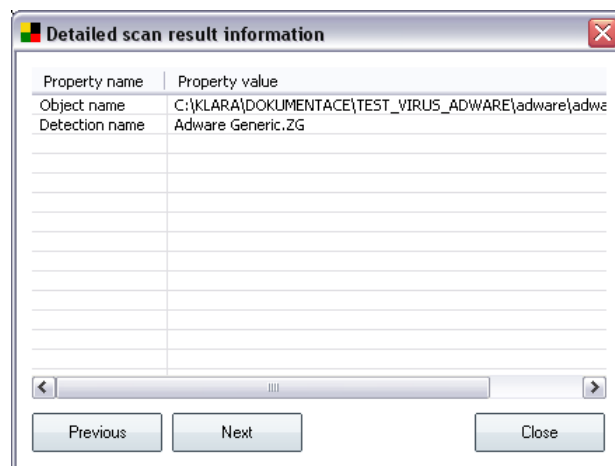 Detailed scan result information
Property name Property value
Object name C:\KLARA\DOKUMENTACE\TEST_VIRUS_ADWARE\adware\adwa
Detection name Adware Generic.ZG
Previous Next Close